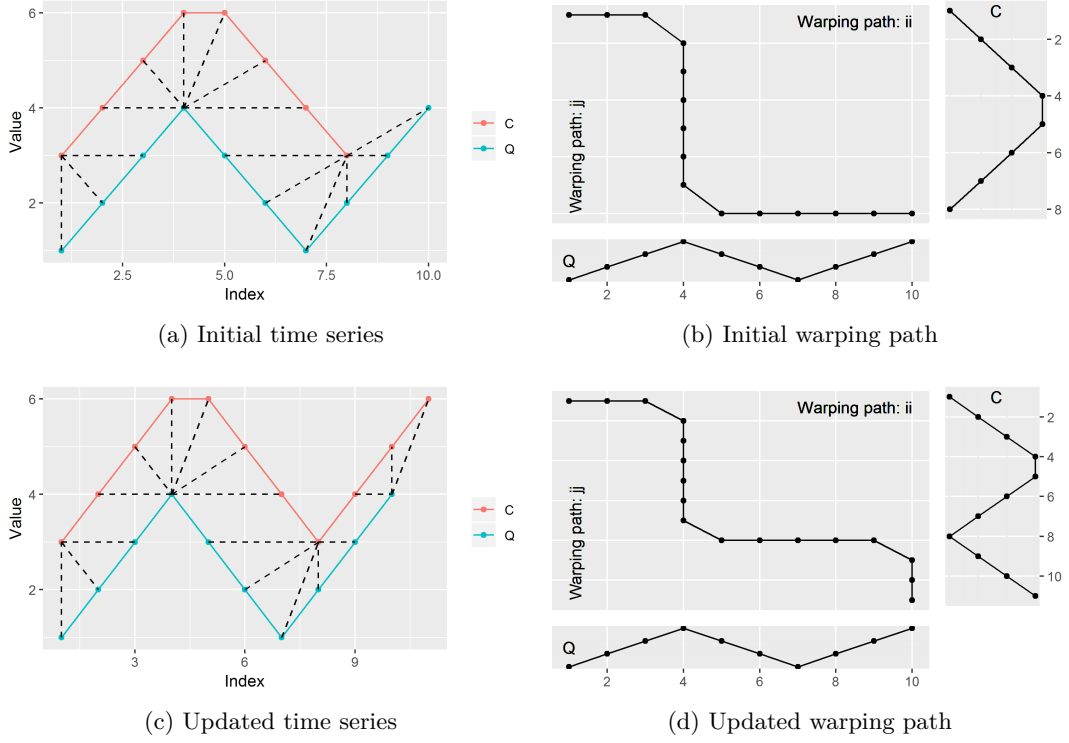 6
4
2
Value
2.5
5.0
7.5
10.0
Index
C
Q
(a) Initial time series
Warping path: ii
Warping path: jj
C
2
4
6
8
Q
2
4
6
8
10
(b) Initial warping path
6
4
2
Value
3
6
9
Index
C
Q
(c) Updated time series
Warping path: ii
Warping path: jj
C
2
4
6
8
10
Q
2
4
6
8
10
(d) Updated warping path